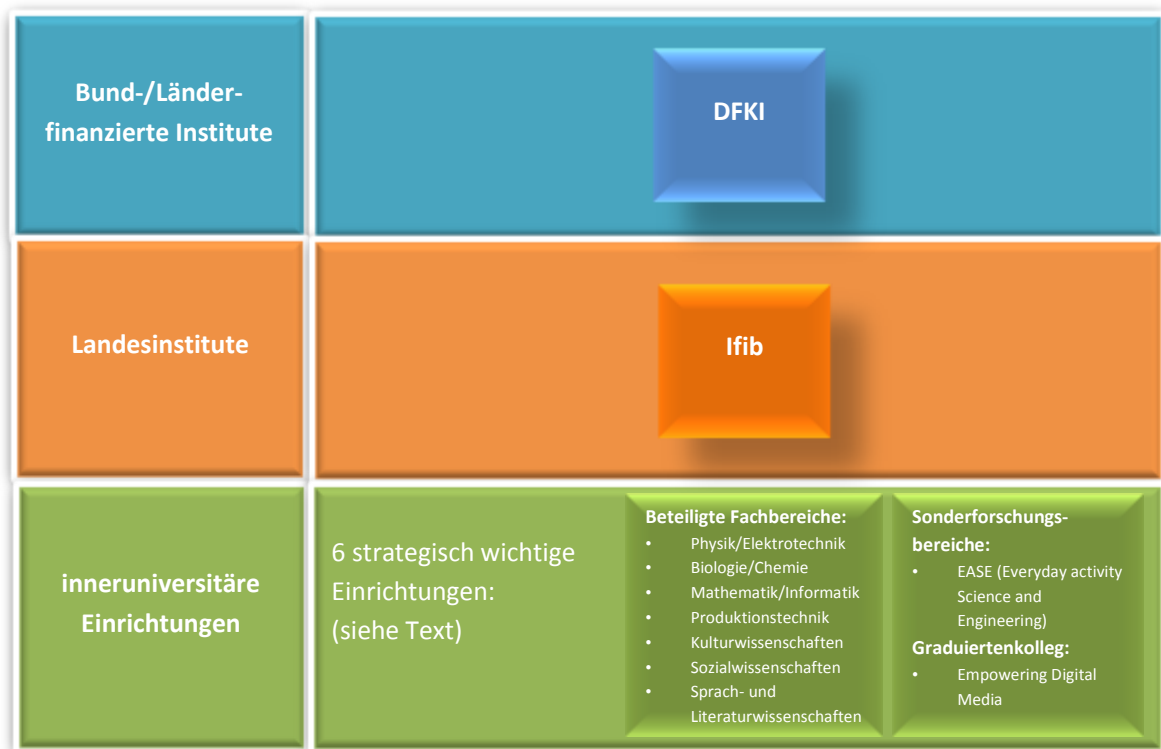 Bund-/Länder-
finanzierte Institute
DFKI
Landesinstitute
Ifib
inneruniversitäre
Einrichtungen
6 strategisch wichtige
Einrichtungen:
(siehe Text)
Beteiligte Fachbereiche:
• Physik/Elektrotechnik
• Biologie/Chemie
• Mathematik/Informatik
• Produktionstechnik
• Kulturwissenschaften
• Sozialwissenschaften
• Sprach- und
Literaturwissenschaften
Sonderforschungs-
bereiche:
• EASE (Everyday activity
Science and
Engineering)
Graduiertenkolleg:
• Empowering Digital
Media